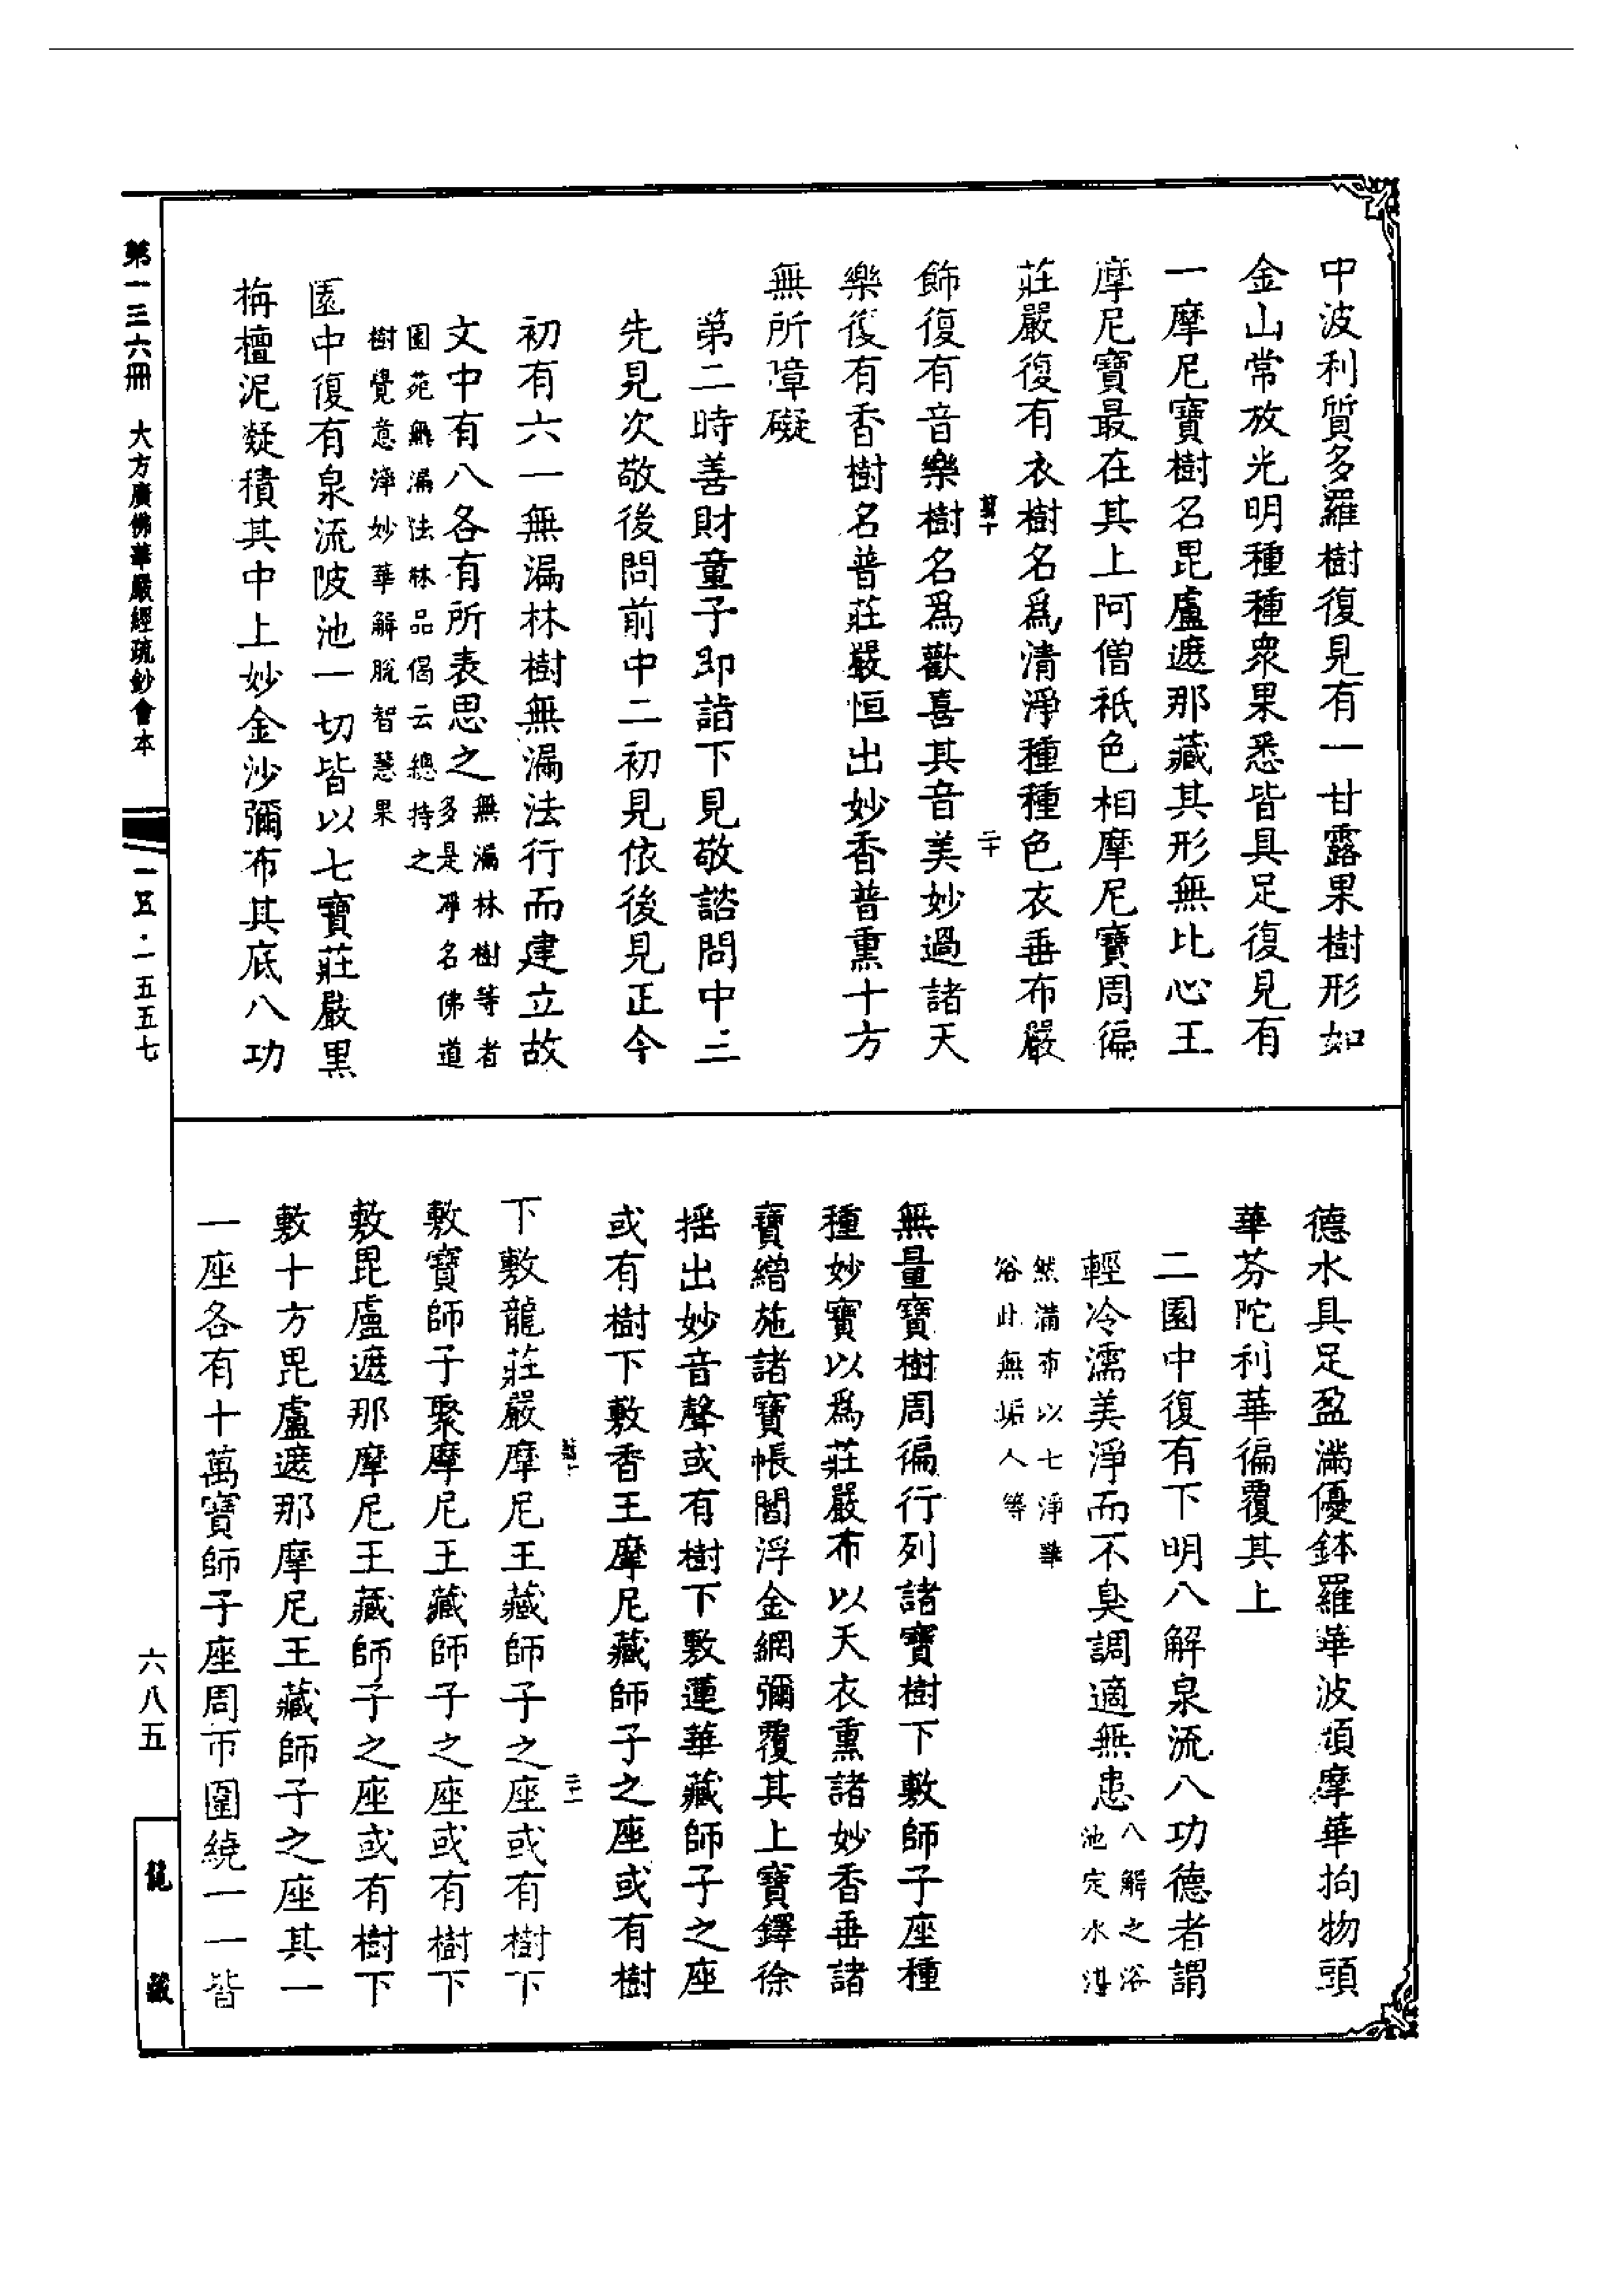 中波利質多羅樹復見有一甘露果樹形如
金山常放光明種種衆果悉皆具足復見有
一摩尼寶樹名毘盧遮那藏其形無比心王
摩尼寶最在其上阿僧祇色相摩尼寶周徧
莊嚴復有衣樹名爲清淨種種色衣垂布嚴
飾復有音樂樹名爲歡喜其音美妙過諸天
樂復有香樹名普莊嚴恒出妙香普熏十方
無所障礙
第二時善財童子即詣下見敬諮問中三
先見次敬後問前中二初見依後見正今
初有六一無漏林樹無漏法行而建立故
文中有八各有所表思之無漏林樹等者
多是淨名佛道
園苑無漏法林品偈云總持之
樹覺意淨妙華解脫智慧果
園中復有泉流陂池一切皆以七寶莊嚴黑
栴檀泥凝積其中上妙金沙彌布其底八功
德水具足盈滿優鉢羅華波頭摩華拘物頭
華芬陀利華徧覆其上
二園中復有下明八解泉流八功德者謂
輕冷濡美淨而不臭調適無患八解之浴
池定水湛
然滿布以七淨華
浴此無垢人等
無量寶樹周徧行列諸寶樹下敷師子座種
種妙寶以爲莊嚴布以天衣熏諸妙香垂諸
寶繒施諸寶帳閻浮金網彌覆其上寶鐸徐
搖出妙音聲或有樹下敷蓮華藏師子之座
或有樹下敷香王摩尼藏師子之座或有樹
下敷龍莊嚴摩尼王藏師子之座或有樹下
敷寶師子聚摩尼王藏師子之座或有樹下
敷毘盧遮那摩尼王藏師子之座或有樹下
敷十方毘盧遮那摩尼王藏師子之座其一
一座各有十萬寶師子座周帀圍繞一一皆
二十
二十一
第一三六冊 大方廣佛華嚴經疏鈔會本
一五·一五五七
六八五
龍藏